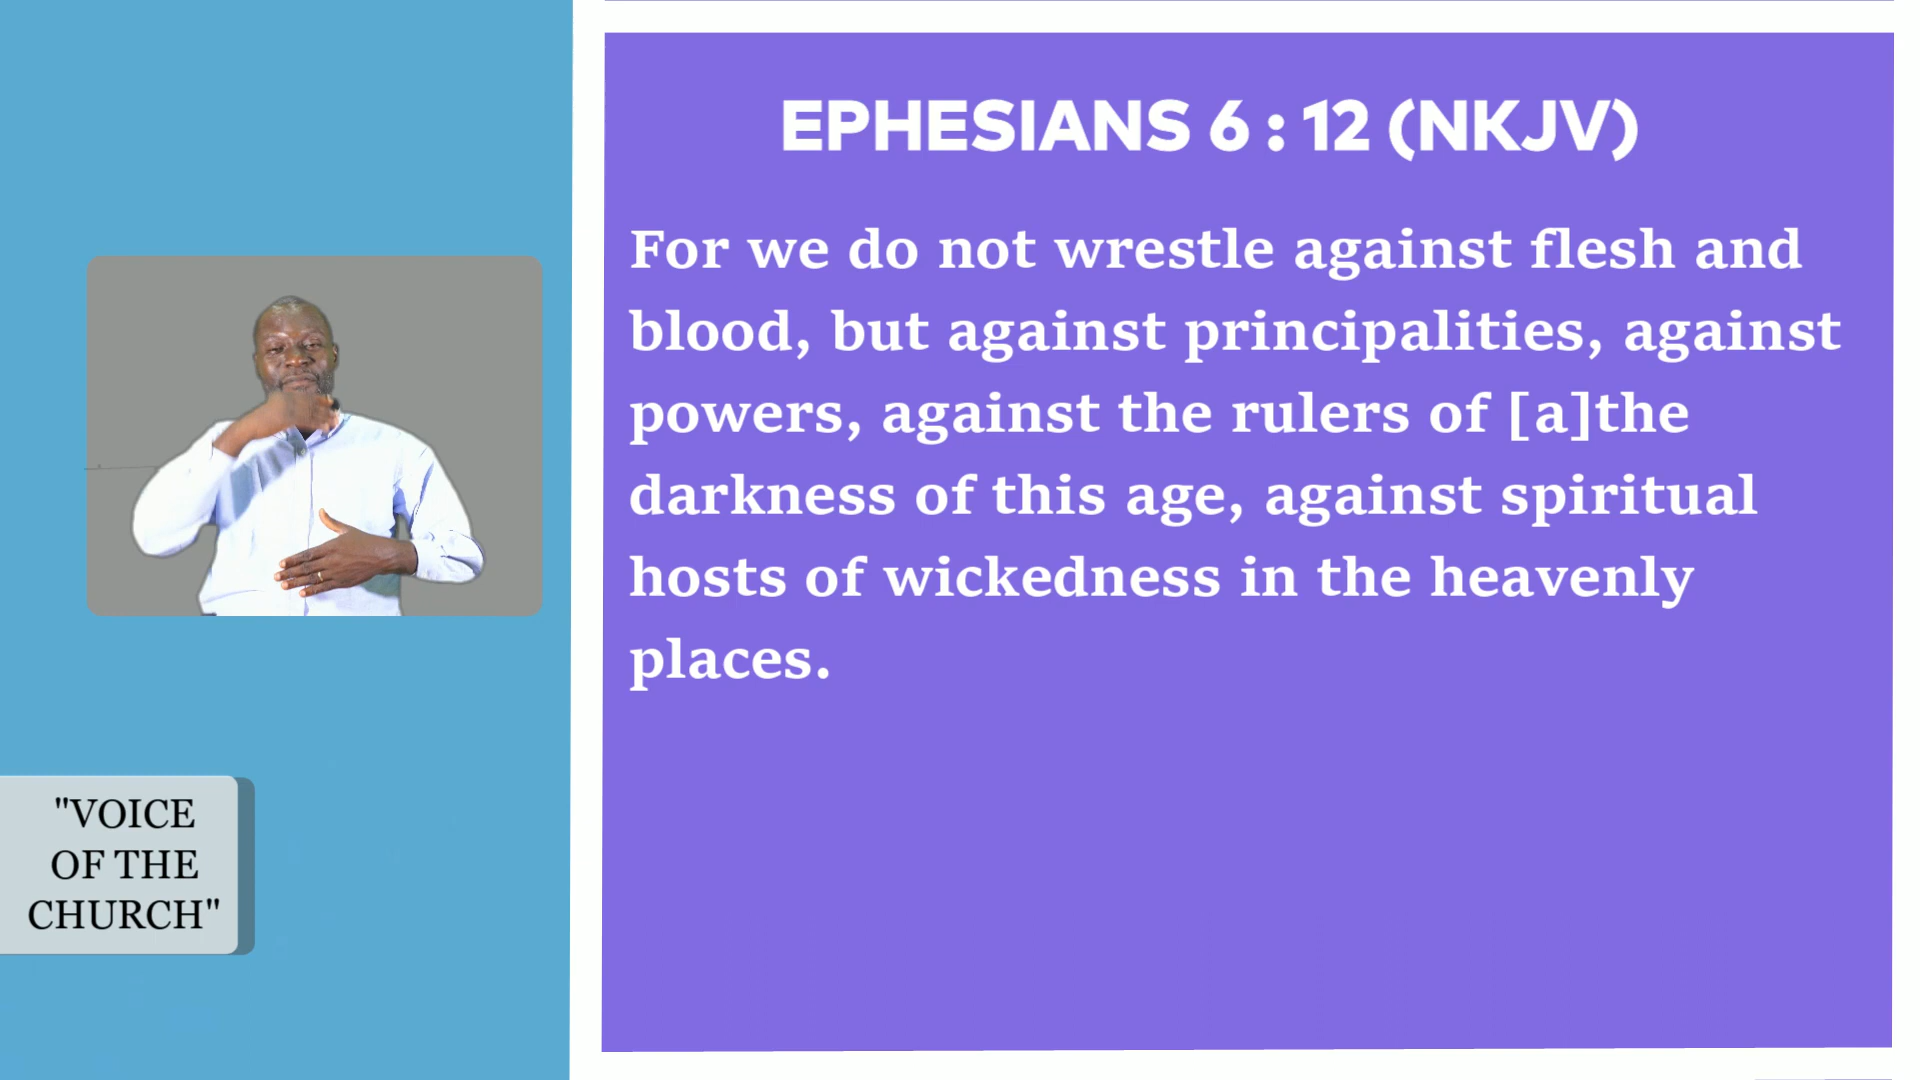 EPHESIANS 6 : 12 (NKJV)
For we do not wrestle against flesh and
blood, but against principalities, against
powers, against the rulers of [a]the
darkness of this age, against spiritual
hosts of wickedness in the heavenly
places.
"VOICE
OF THE
CHURCH"